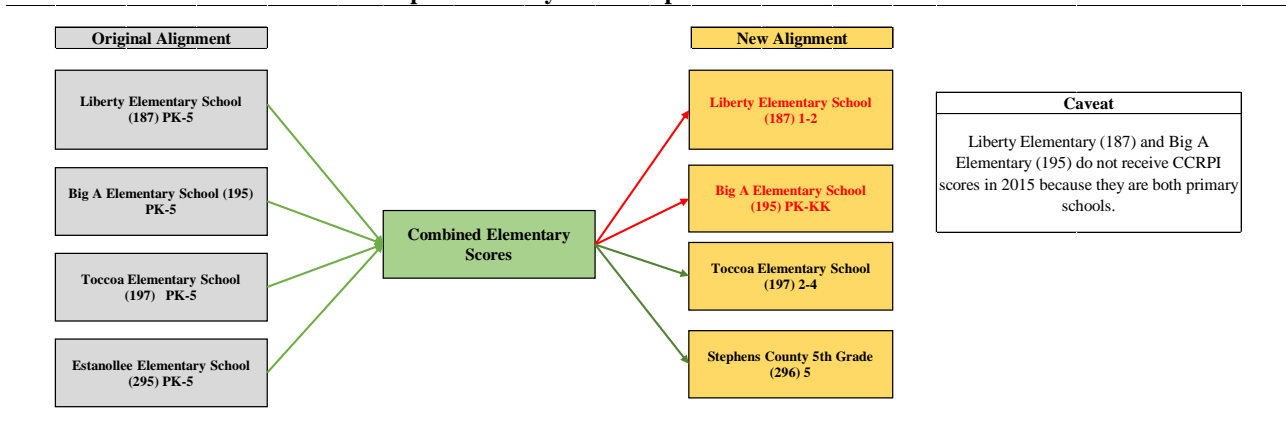 Original Alignment
Liberty Elementary School
(187) PK-5
Big A Elementary School (195)
PK-5
Toccoa Elementary School
(197) PK-5
Estanollee Elementary School
(295) PK-5
Combined Elementary
Scores
New Alignment
Liberty Elementary School
(187) 1-2
Big A Elementary School
(195) PK-KK
Toccoa Elementary School
(197) 2-4
Stephens County 5th Grade
(296) 5
Caveat
Liberty Elementary (187) and Big A
Elementary (195) do not receive CCRPI
scores in 2015 because they are both primary
schools.